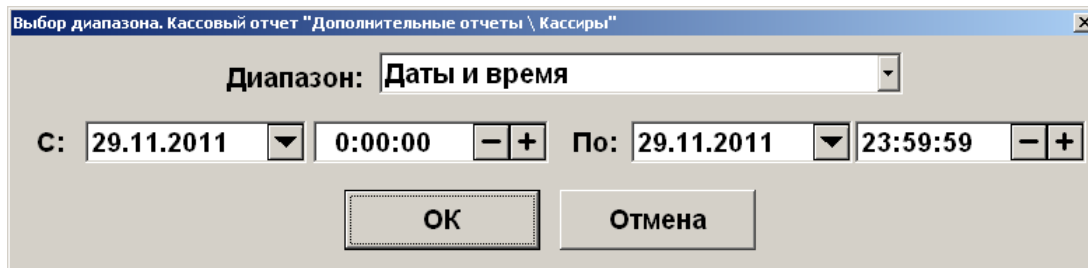 Выбор диапазона. Кассовый отчет "Дополнительные отчеты \ Кассиры"
Диапазон: Даты и время
С: 29.11.2011 0:00:00 По: 29.11.2011 23:59:59
ОК Отмена